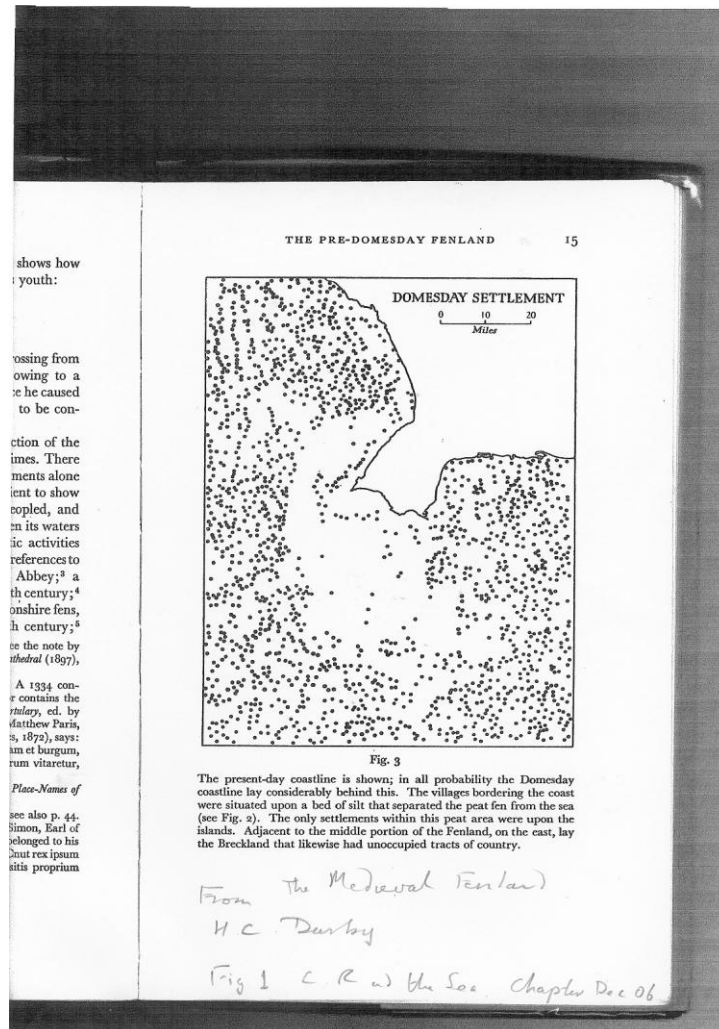 shows how
youth:
rossing from
owing to a
ce he caused
to be con-
ction of the
imes. There
ments alone
ient to show
eopled, and
en its waters
tic activities
references to
Abbey;³ a
th century;⁴
onshire fens,
h century;⁵
ee the note by
athedral (1897),
A 1334 con-
r contains the
rtulary, ed. by
Matthew Paris,
s, 1872), says:
am et burgum,
rum vitaretur,
Place-Names of
see also p. 44.
Simon, Earl of
belonged to his
Cnut rex ipsum
sitis proprium
THE PRE-DOMESDAY FENLAND 15
DOMESDAY SETTLEMENT
0 10 20
Miles
Fig. 3
The present-day coastline is shown; in all probability the Domesday
coastline lay considerably behind this. The villages bordering the coast
were situated upon a bed of silt that separated the peat fen from the sea
(see Fig. 2). The only settlements within this peat area were upon the
islands. Adjacent to the middle portion of the Fenland, on the east, lay
the Breckland that likewise had unoccupied tracts of country.
From The Medieval Fenland
H C Darby
Fig 1 C. R and the Sea Chapter Dec 06